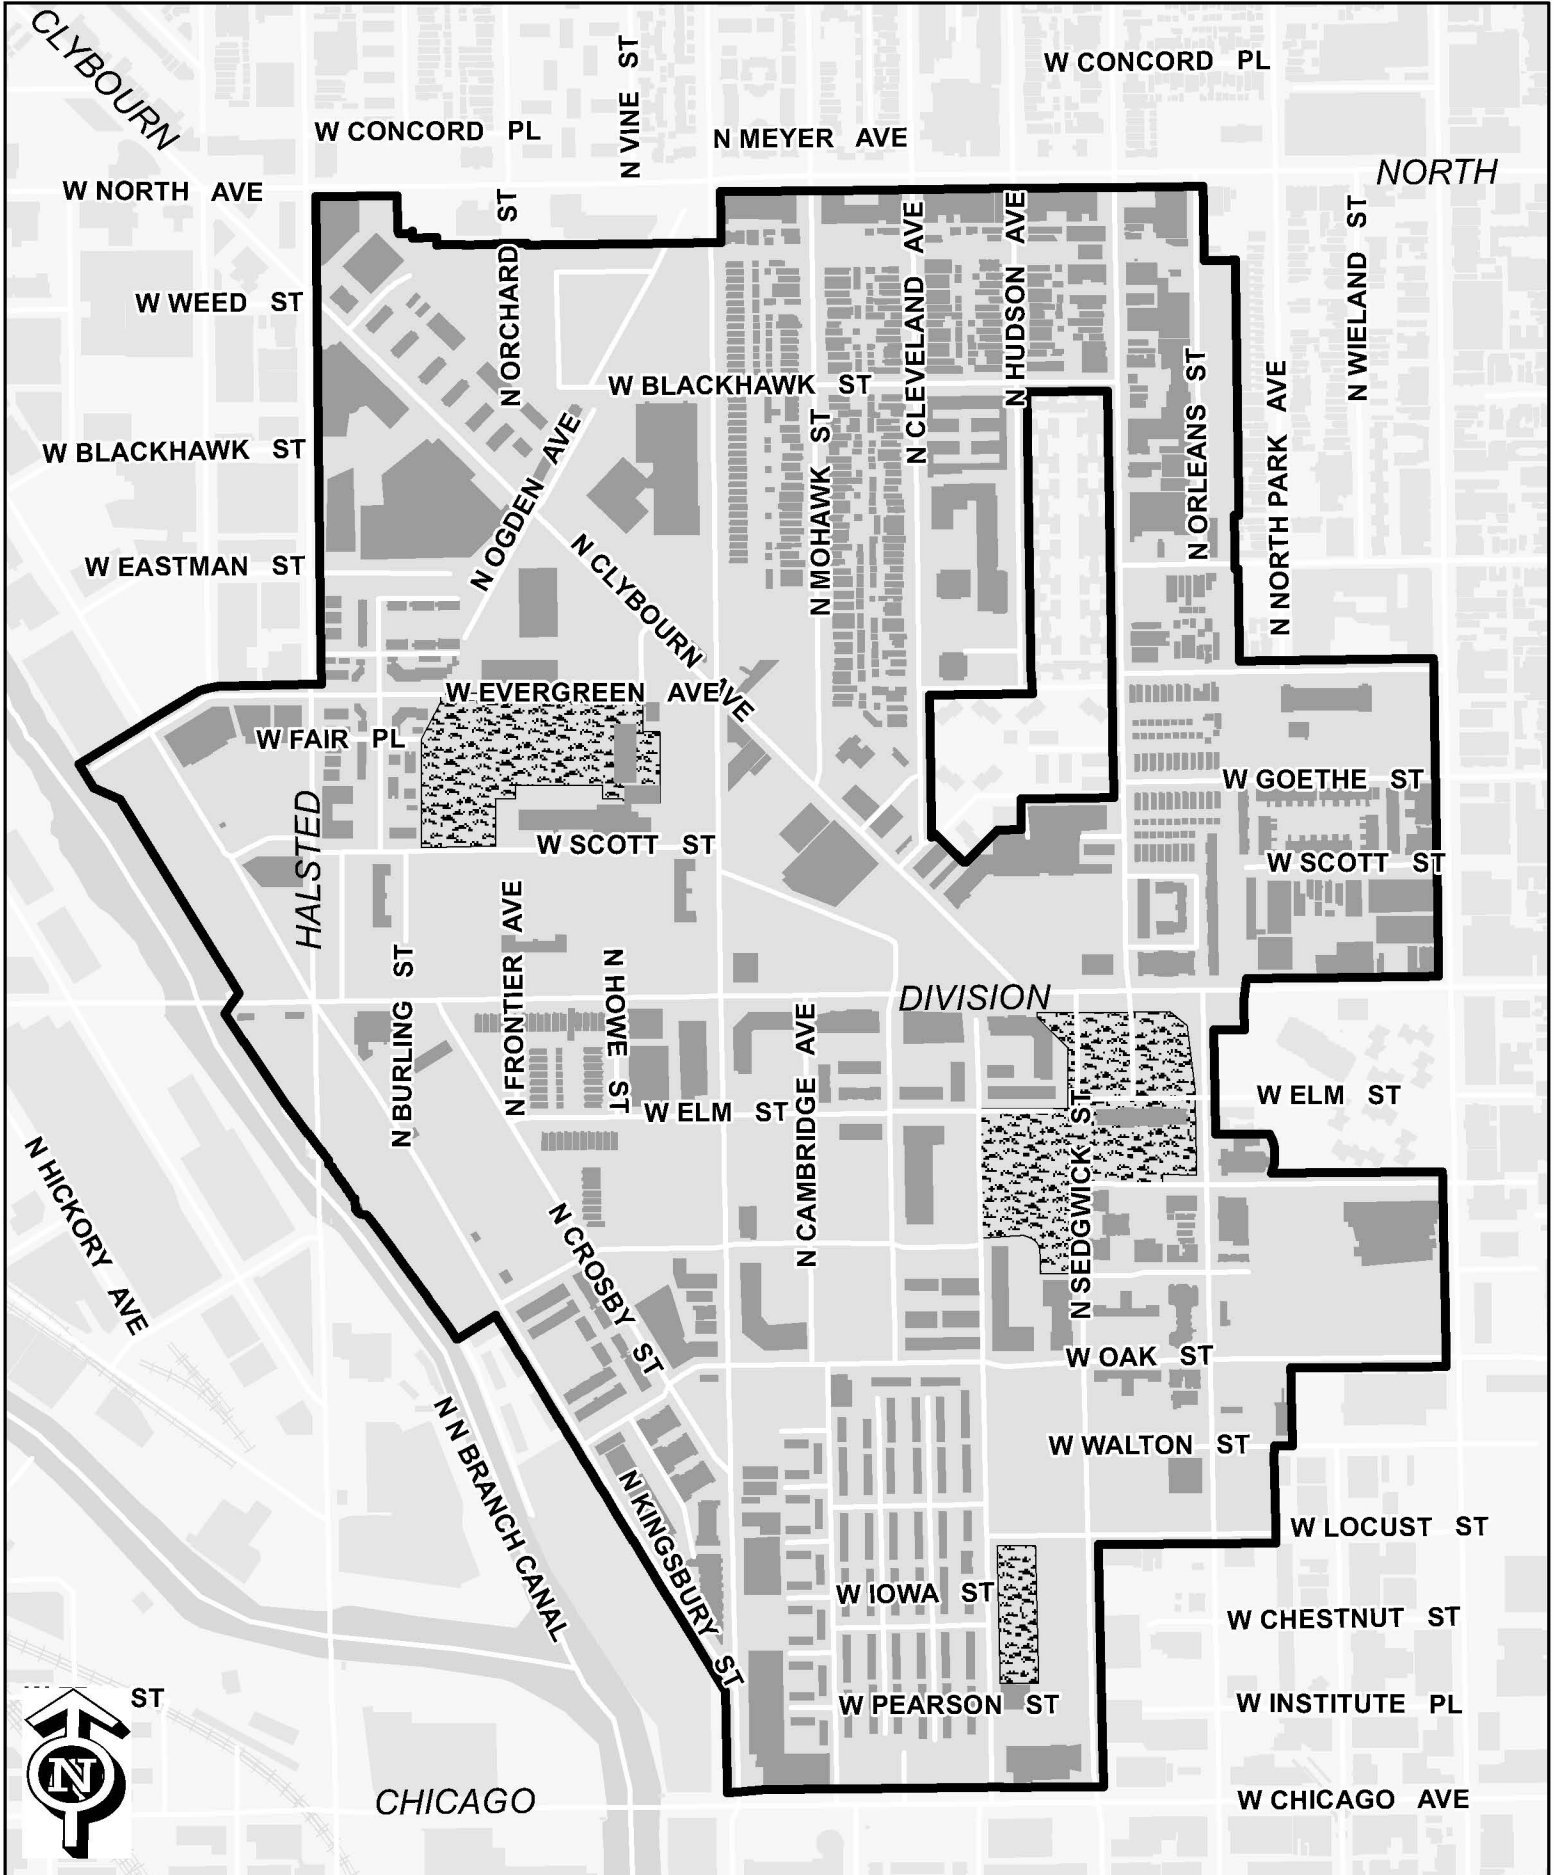 CLYBOURN
W CONCORD PL
W CONCORD PL
N VINE ST
N MEYER AVE
NORTH
W NORTH AVE
N ORCHARD ST
N CLEVELAND AVE
N HUDSON AVE
N WIELAND ST
W WEED ST
W BLACKHAWK ST
N ORLEANS ST
N NORTH PARK AVE
W BLACKHAWK ST
N OGDEN AVE
N MOHAWK ST
W EASTMAN ST
N CLYBOURN AVE
W EVERGREEN AVE
W FAIR PL
W GOETHE ST
HALSTED
W SCOTT ST
W SCOTT ST
N BURLING ST
N FRONTIER AVE
N HOWE ST
DIVISION
N CAMBRIDGE AVE
W ELM ST
W ELM ST
N SEDGWICK ST
N HICKORY AVE
N CROSBY ST
W OAK ST
W WALTON ST
N N BRANCH CANAL
N KINGSBURY ST
W LOCUST ST
W IOWA ST
W CHESTNUT ST
ST
W PEARSON ST
W INSTITUTE PL
N
CHICAGO
W CHICAGO AVE